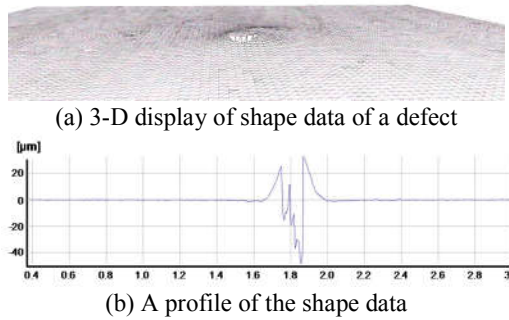 (a) 3-D display of shape data of a defect
[µm]
20
0
-20
-40
0.4 0.6 0.8 1.0 1.2 1.4 1.6 1.8 2.0 2.2 2.4 2.6 2.8 3
(b) A profile of the shape data